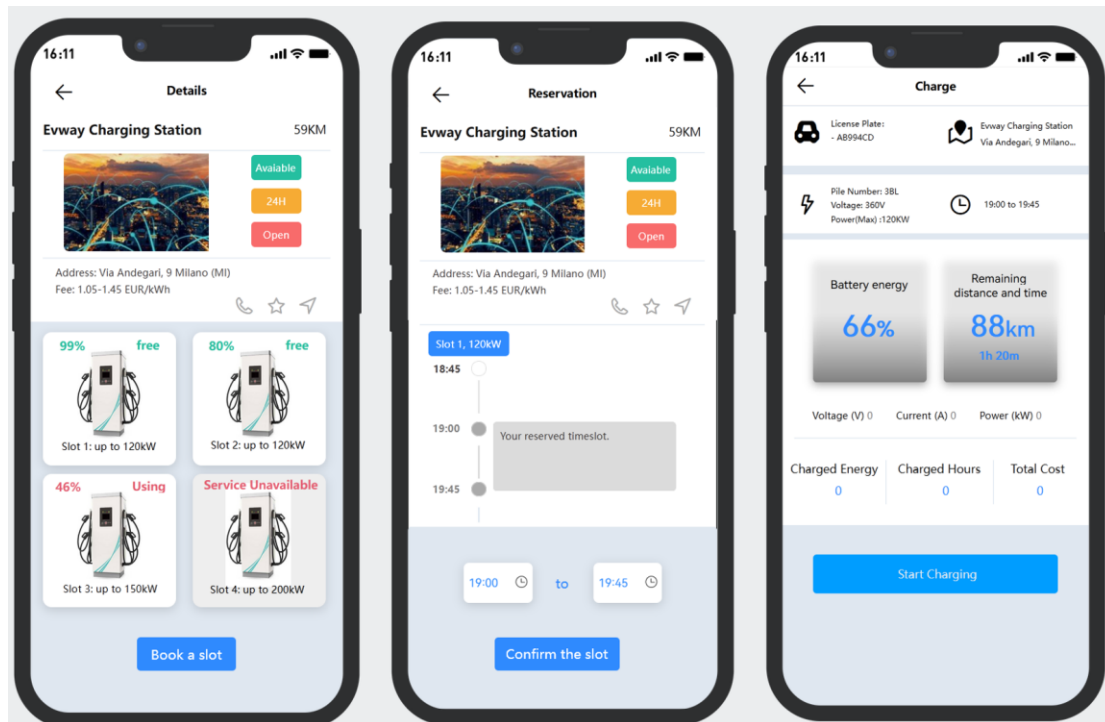 16:11
Details
Evway Charging Station 59KM
Avaialable
24H
Open
Address: Via Andegari, 9 Milano (MI)
Fee: 1.05-1.45 EUR/kWh
99% free
Slot 1: up to 120kW
80% free
Slot 2: up to 120kW
46% Using
Slot 3: up to 150kW
Service Unavailable
Slot 4: up to 200kW
Book a slot
16:11
Reservation
Evway Charging Station 59KM
Avaialable
24H
Open
Address: Via Andegari, 9 Milano (MI)
Fee: 1.05-1.45 EUR/kWh
Slot 1, 120kW
18:45
19:00
Your reserved timeslot.
19:45
19:00 to 19:45
Confirm the slot
16:11
Charge
License Plate:
- AB994CD
Evway Charging Station
Via Andegari, 9 Milano...
Pile Number: 3BL
Voltage: 360V
Power(Max) :120KW
19:00 to 19:45
Battery energy
66%
Remaining
distance and time
88km
1h 20m
Voltage (V) 0 Current (A) 0 Power (kW) 0
Charged Energy Charged Hours Total Cost
0 0 0
Start Charging